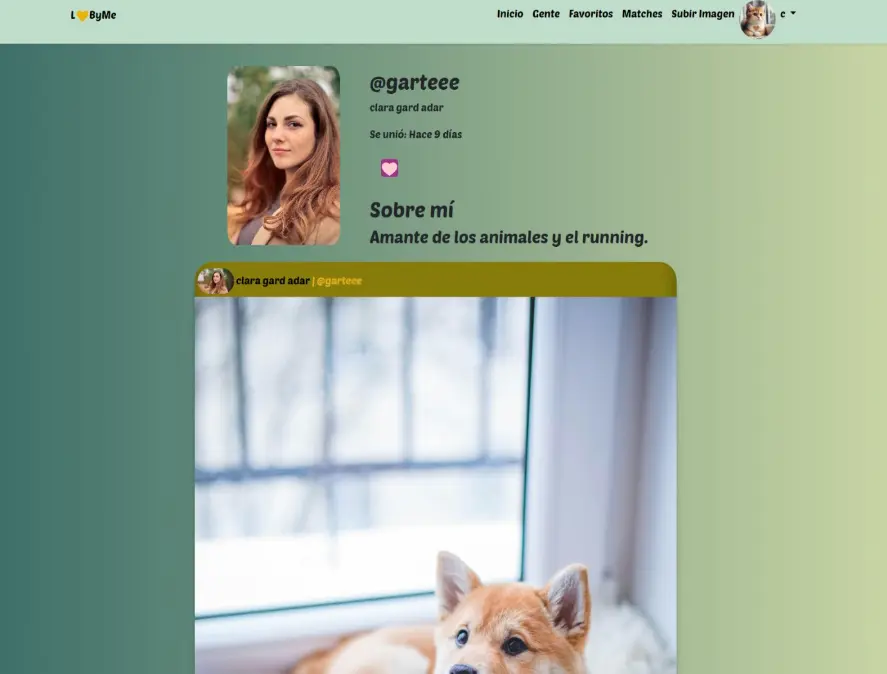 L💛ByMe
Inicio Gente Favoritos Matches Subir Imagen c
@garteee
clara gard adar
Se unió: Hace 9 días
Sobre mí
Amante de los animales y el running.
clara gard adar | @garteee